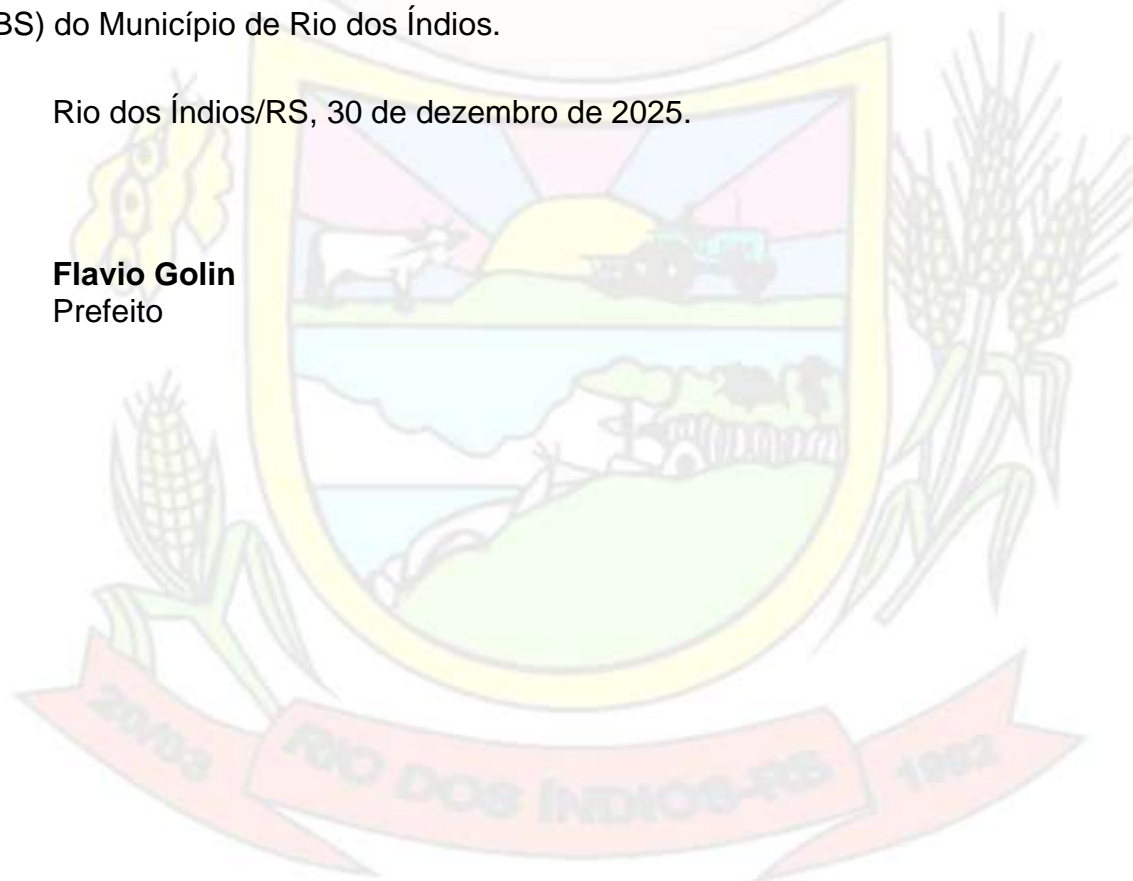 BS) do Município de Rio dos Índios.
Rio dos Índios/RS, 30 de dezembro de 2025.
Flavio Golin
Prefeito
20/03
RIO DOS ÍNDIOS-RS
1992